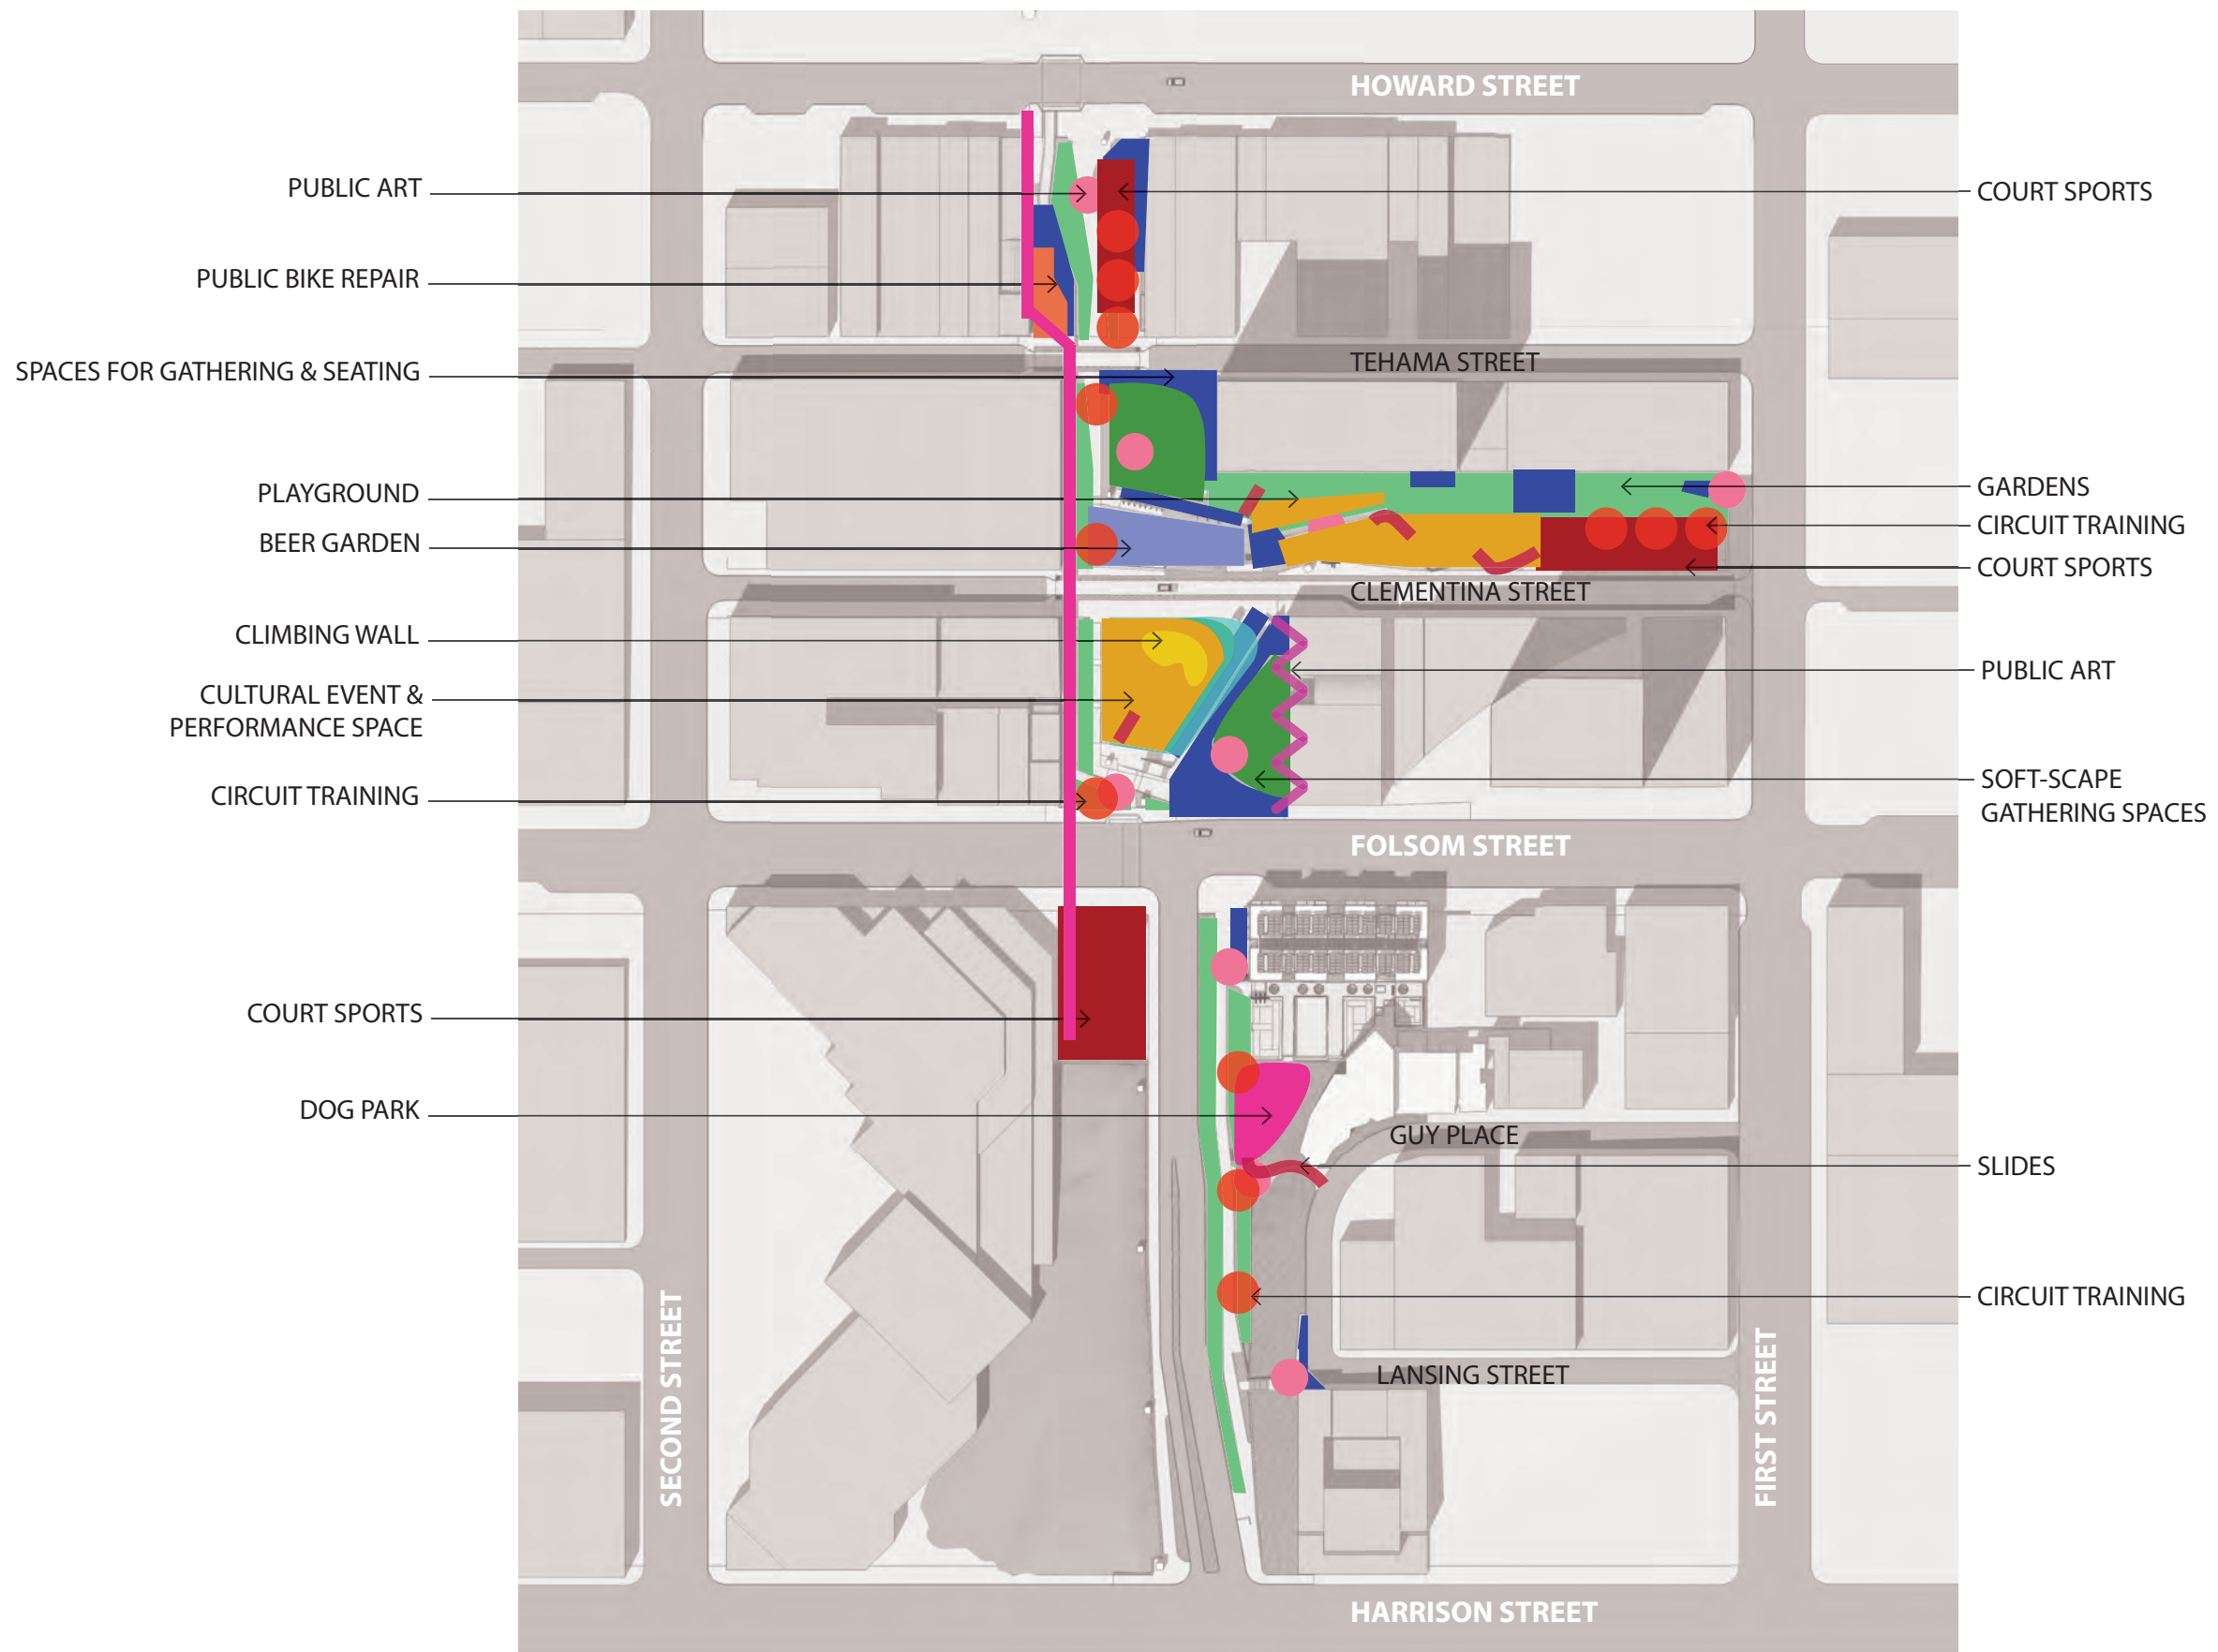 HOWARD STREET
PUBLIC ART
COURT SPORTS
PUBLIC BIKE REPAIR
TEHAMA STREET
SPACES FOR GATHERING & SEATING
PLAYGROUND
GARDENS
CIRCUIT TRAINING
BEER GARDEN
COURT SPORTS
CLEMENTINA STREET
CLIMBING WALL
PUBLIC ART
CULTURAL EVENT &
PERFORMANCE SPACE
SOFT-SCAPE
GATHERING SPACES
CIRCUIT TRAINING
FOLSOM STREET
COURT SPORTS
DOG PARK
GUY PLACE
SLIDES
CIRCUIT TRAINING
LANSING STREET
SECOND STREET
FIRST STREET
HARRISON STREET